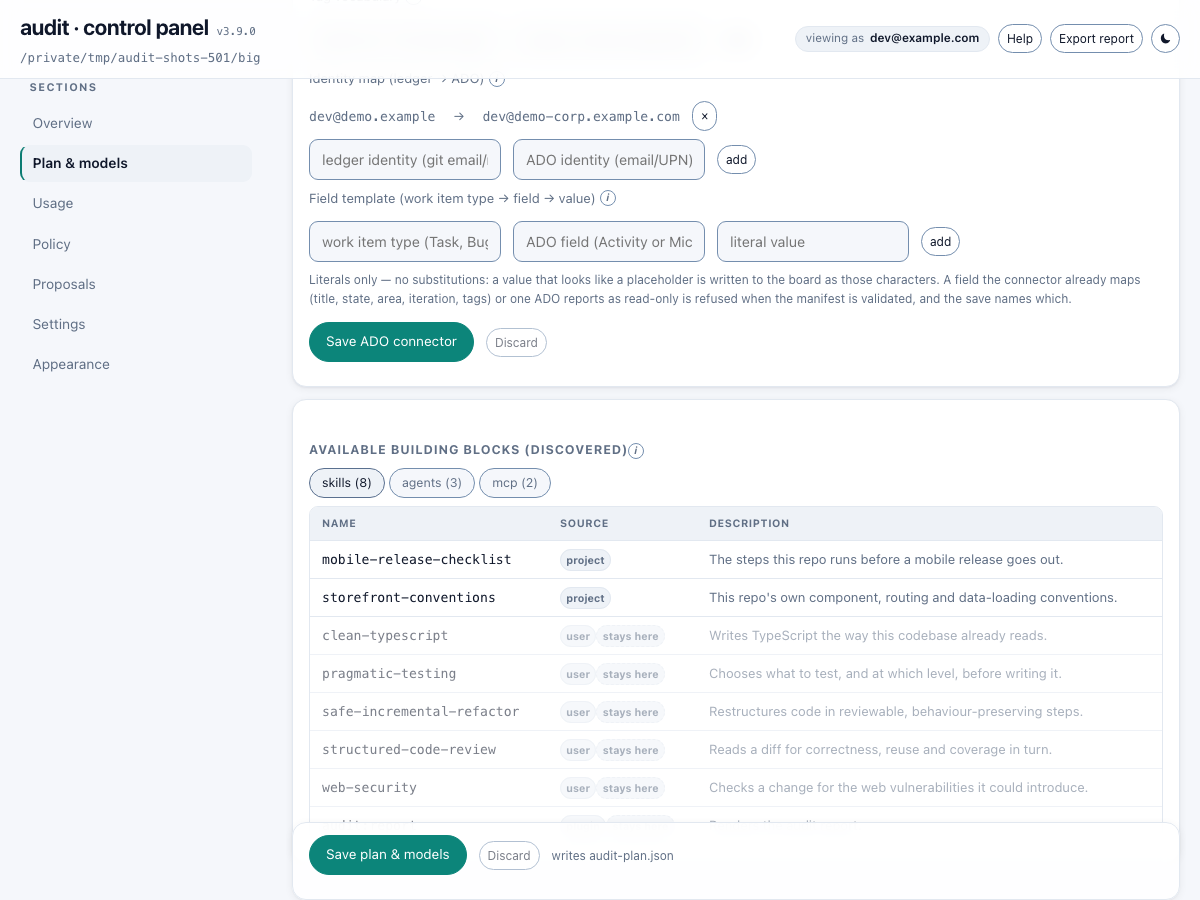 audit · control panel v3.9.0
/private/tmp/audit-shots-501/big
viewing as dev@example.com
Help
Export report
SECTIONS
Overview
Plan & models
Usage
Policy
Proposals
Settings
Appearance
Identity map (ledger → ADO) i
dev@demo.example → dev@demo-corp.example.com ×
ledger identity (git email/ ADO identity (email/UPN) add
Field template (work item type → field → value) i
work item type (Task, Bug ADO field (Activity or Mic literal value add
Literals only — no substitutions: a value that looks like a placeholder is written to the board as those characters. A field the connector already maps
(title, state, area, iteration, tags) or one ADO reports as read-only is refused when the manifest is validated, and the save names which.
Save ADO connector Discard
AVAILABLE BUILDING BLOCKS (DISCOVERED) i
skills (8) agents (3) mcp (2)
NAME SOURCE DESCRIPTION
mobile-release-checklist project The steps this repo runs before a mobile release goes out.
storefront-conventions project This repo's own component, routing and data-loading conventions.
clean-typescript user stays here Writes TypeScript the way this codebase already reads.
pragmatic-testing user stays here Chooses what to test, and at which level, before writing it.
safe-incremental-refactor user stays here Restructures code in reviewable, behaviour-preserving steps.
structured-code-review user stays here Reads a diff for correctness, reuse and coverage in turn.
web-security user stays here Checks a change for the web vulnerabilities it could introduce.
Save plan & models Discard writes audit-plan.json